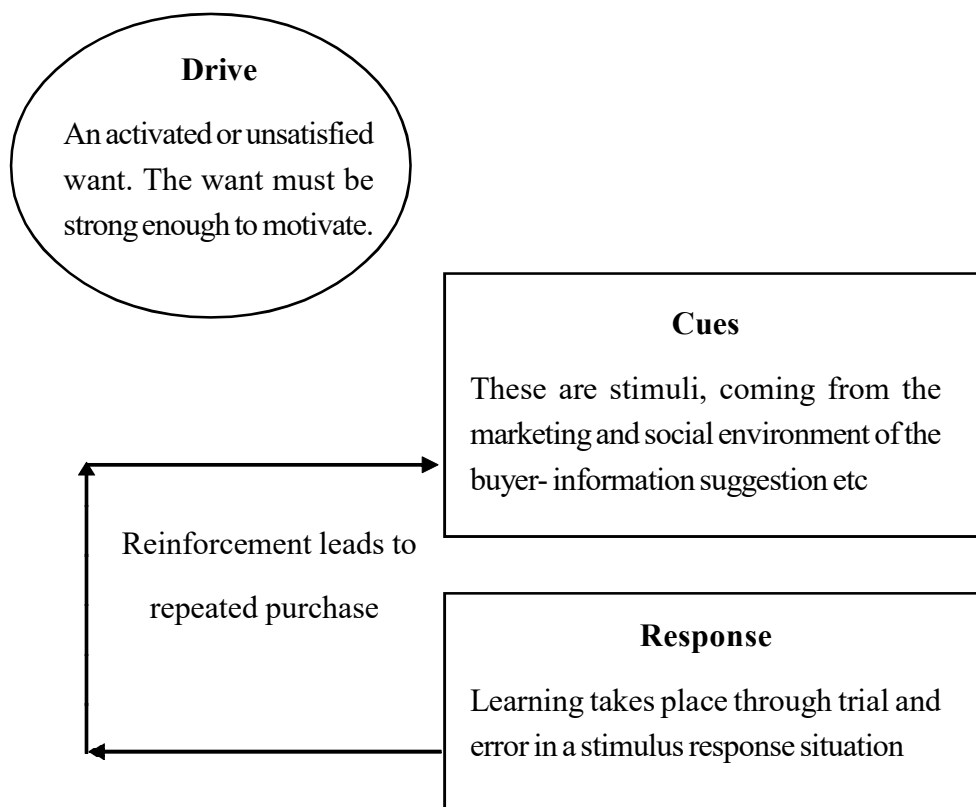 Drive
An activated or unsatisfied
want. The want must be
strong enough to motivate.
Cues
These are stimuli, coming from the
marketing and social environment of the
buyer- information suggestion etc
Reinforcement leads to
repeated purchase
Response
Learning takes place through trial and
error in a stimulus response situation